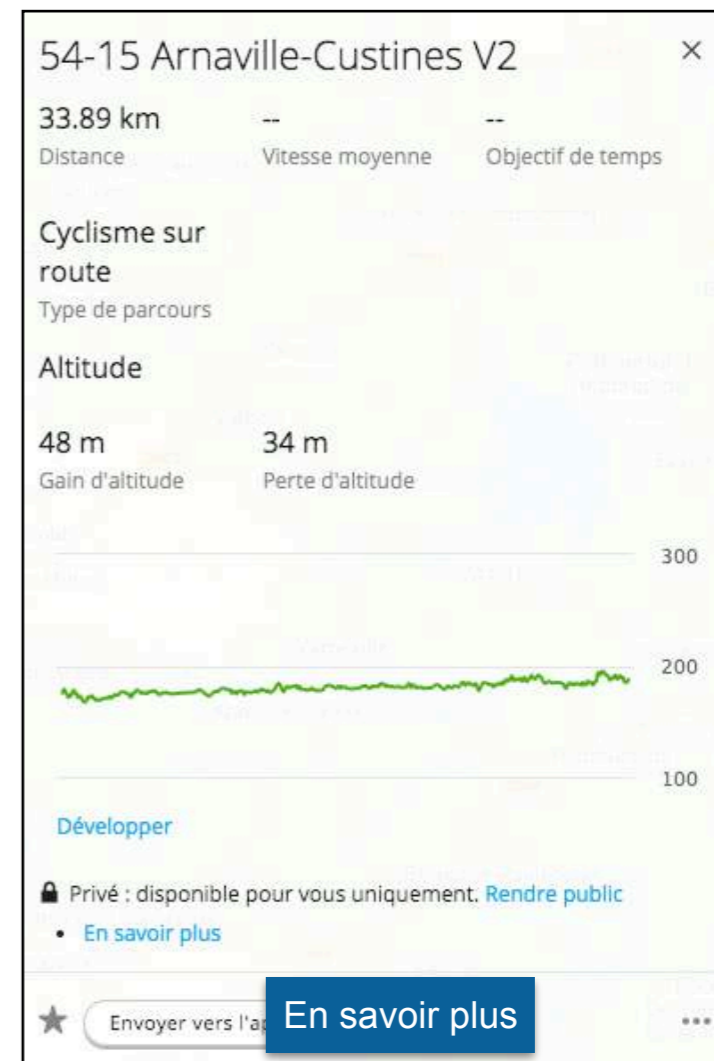 54-15 Arnaville-Custines V2 ×
33.89 km -- --
Distance Vitesse moyenne Objectif de temps
Cyclisme sur
route
Type de parcours
Altitude
48 m 34 m
Gain d'altitude Perte d'altitude
300
200
100
Développer
Privé : disponible pour vous uniquement. Rendre public
• En savoir plus
Envoyer vers l'ap En savoir plus ...